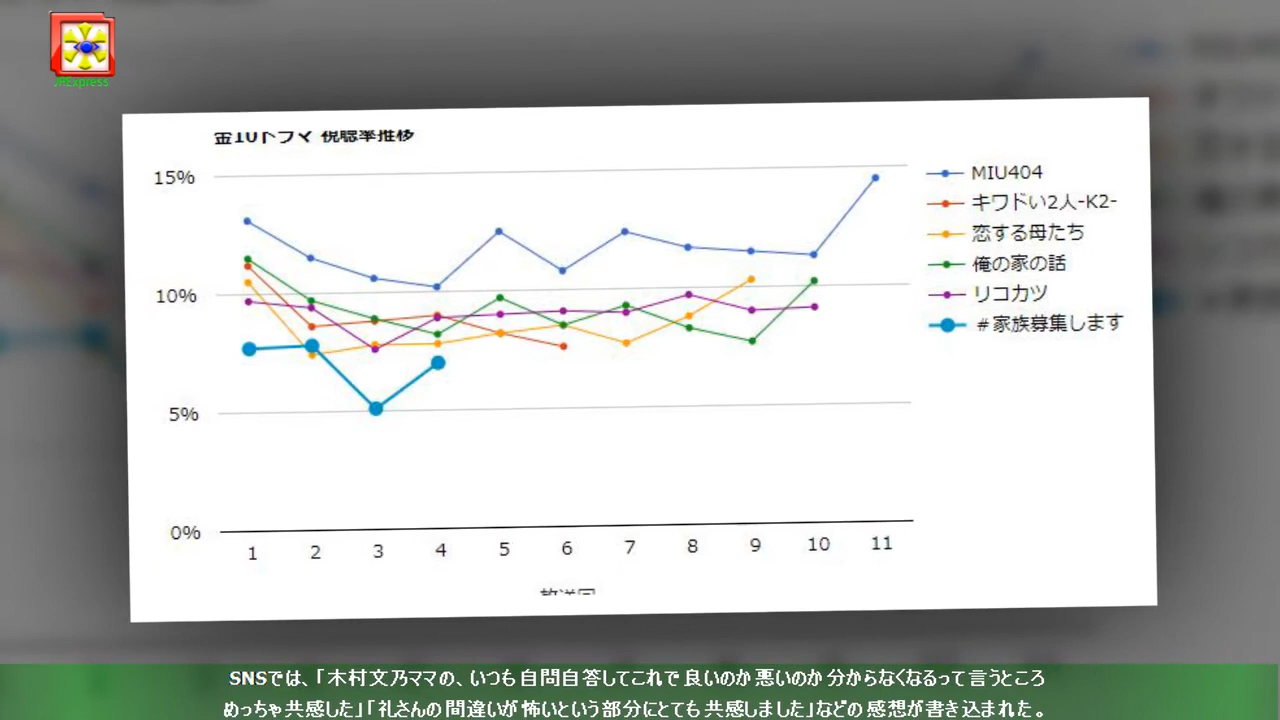 JnExpress
金10ドラマ 視聴率推移
15%
10%
5%
0%
1 2 3 4 5 6 7 8 9 10 11
放送回
MIU404
キワドい2人-K2-
恋する母たち
俺の家の話
リコカツ
#家族募集します
SNSでは、「木村文乃ママの、いつも自問自答してこれで良いのか悪いのか分からなくなるって言うところ
めっちゃ共感した」「礼さんの間違いが怖いという部分にとても共感しました」などの感想が書き込まれた。